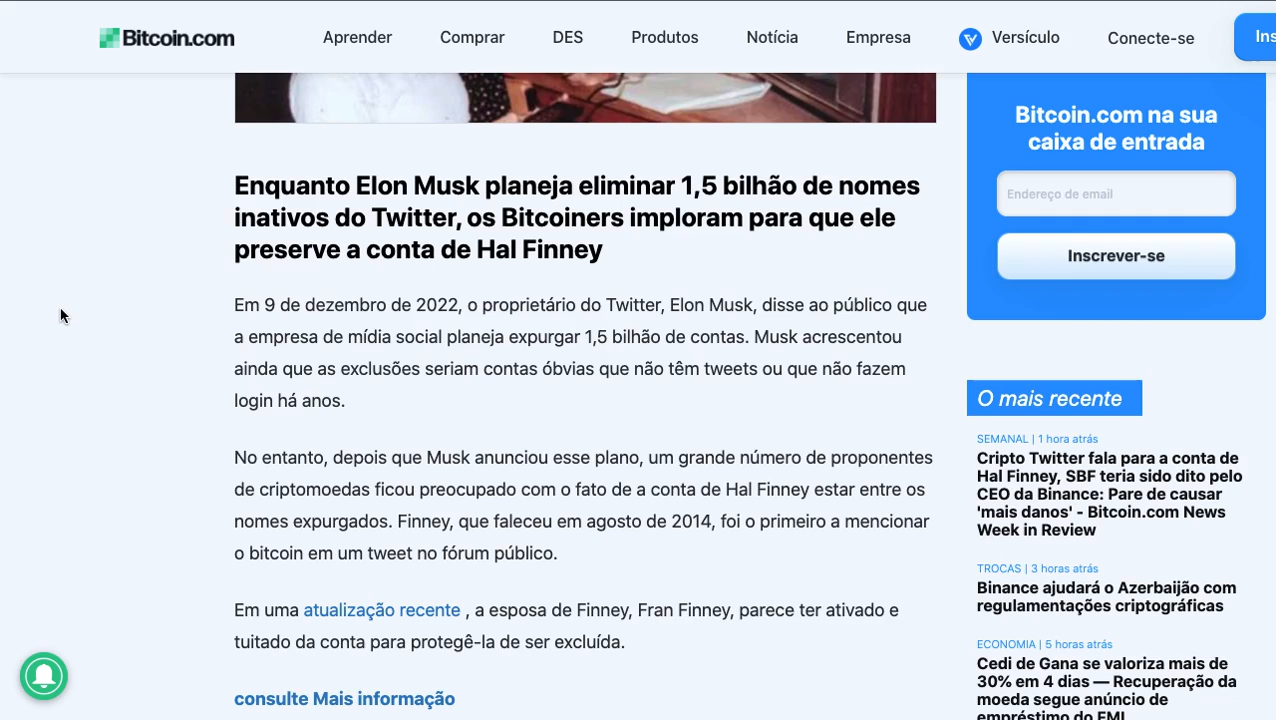 Bitcoin.com
Aprender
Comprar
DES
Produtos
Notícia
Empresa
Versículo
Conecte-se
Ins
Enquanto Elon Musk planeja eliminar 1,5 bilhão de nomes
inativos do Twitter, os Bitcoiners imploram para que ele
preserve a conta de Hal Finney
Em 9 de dezembro de 2022, o proprietário do Twitter, Elon Musk, disse ao público que
a empresa de mídia social planeja expurgar 1,5 bilhão de contas. Musk acrescentou
ainda que as exclusões seriam contas óbvias que não têm tweets ou que não fazem
login há anos.
No entanto, depois que Musk anunciou esse plano, um grande número de proponentes
de criptomoedas ficou preocupado com o fato de a conta de Hal Finney estar entre os
nomes expurgados. Finney, que faleceu em agosto de 2014, foi o primeiro a mencionar
o bitcoin em um tweet no fórum público.
Em uma atualização recente , a esposa de Finney, Fran Finney, parece ter ativado e
tuitado da conta para protegê-la de ser excluída.
consulte Mais informação
Bitcoin.com na sua
caixa de entrada
Endereço de email
Inscrever-se
O mais recente
SEMANAL | 1 hora atrás
Cripto Twitter fala para a conta de
Hal Finney, SBF teria sido dito pelo
CEO da Binance: Pare de causar
'mais danos' - Bitcoin.com News
Week in Review
TROCAS | 3 horas atrás
Binance ajudará o Azerbaijão com
regulamentações criptográficas
ECONOMIA | 5 horas atrás
Cedi de Gana se valoriza mais de
30% em 4 dias — Recuperação da
moeda segue anúncio de
empréstimo do FMI